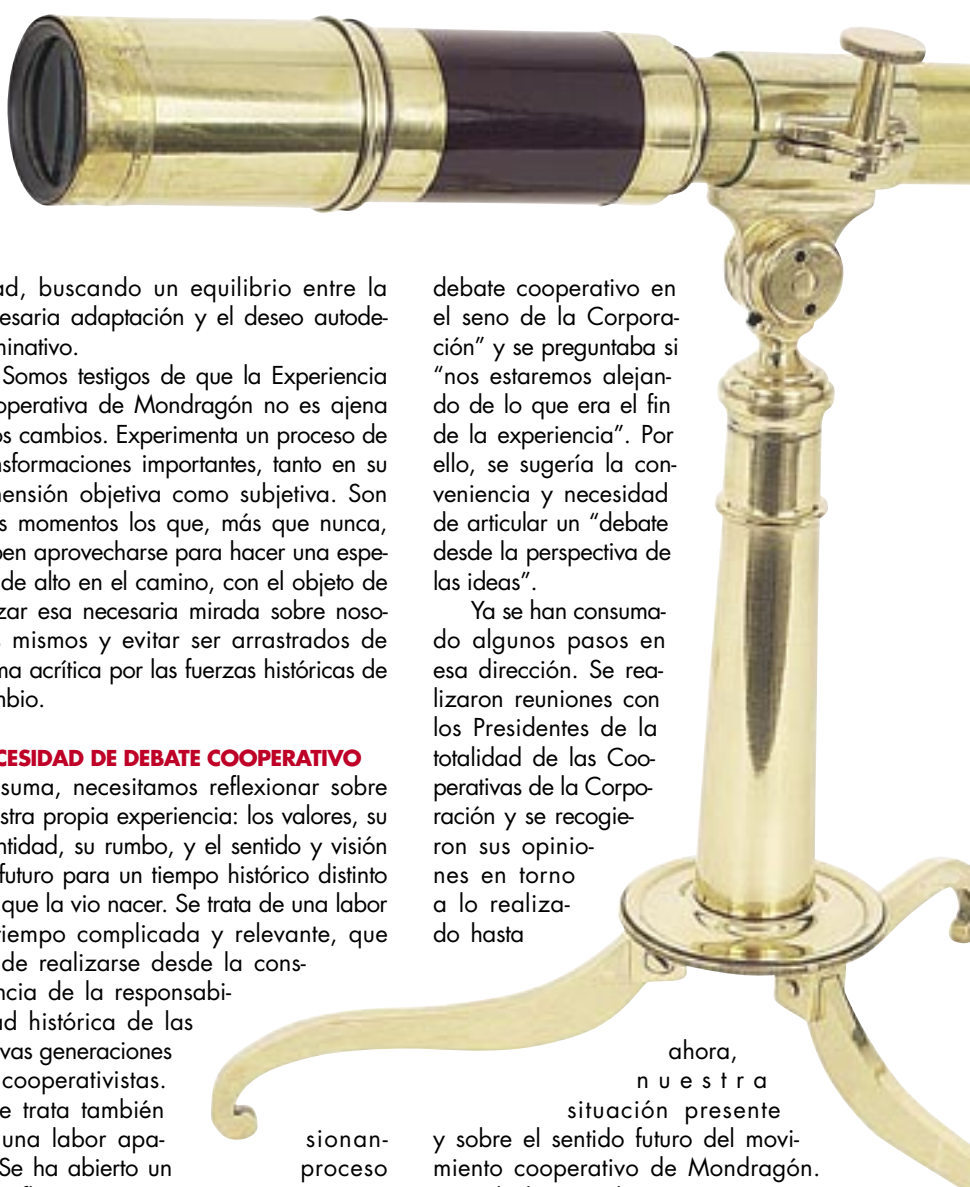 ad, buscando un equilibrio entre la
esaria adaptación y el deseo autode-
ninativo.
Somos testigos de que la Experiencia
operativa de Mondragón no es ajena
os cambios. Experimenta un proceso de
nsformaciones importantes, tanto en su
mensión objetiva como subjetiva. Son
s momentos los que, más que nunca,
ben aprovecharse para hacer una espe-
de alto en el camino, con el objeto de
zar esa necesaria mirada sobre noso-
s mismos y evitar ser arrastrados de
ma acrítica por las fuerzas históricas de
mbio.
CESIDAD DE DEBATE COOPERATIVO
suma, necesitamos reflexionar sobre
stra propia experiencia: los valores, su
ntidad, su rumbo, y el sentido y visión
futuro para un tiempo histórico distinto
que la vio nacer. Se trata de una labor
tiempo complicada y relevante, que
de realizarse desde la cons-
ncia de la responsabi-
ad histórica de las
vas generaciones
cooperativistas.
e trata también
una labor apa- sionan-
Se ha abierto un proceso
debate cooperativo en
el seno de la Corpora-
ción” y se preguntaba si
“nos estaremos alejan-
do de lo que era el fin
de la experiencia”. Por
ello, se sugería la con-
veniencia y necesidad
de articular un “debate
desde la perspectiva de
las ideas”.
Ya se han consuma-
do algunos pasos en
esa dirección. Se rea-
lizaron reuniones con
los Presidentes de la
totalidad de las Coo-
perativas de la Corpo-
ración y se recogie-
ron sus opinio-
nes en torno
a lo realiza-
do hasta
ahora,
nuestra
situación presente
y sobre el sentido futuro del movi-
miento cooperativo de Mondragón.